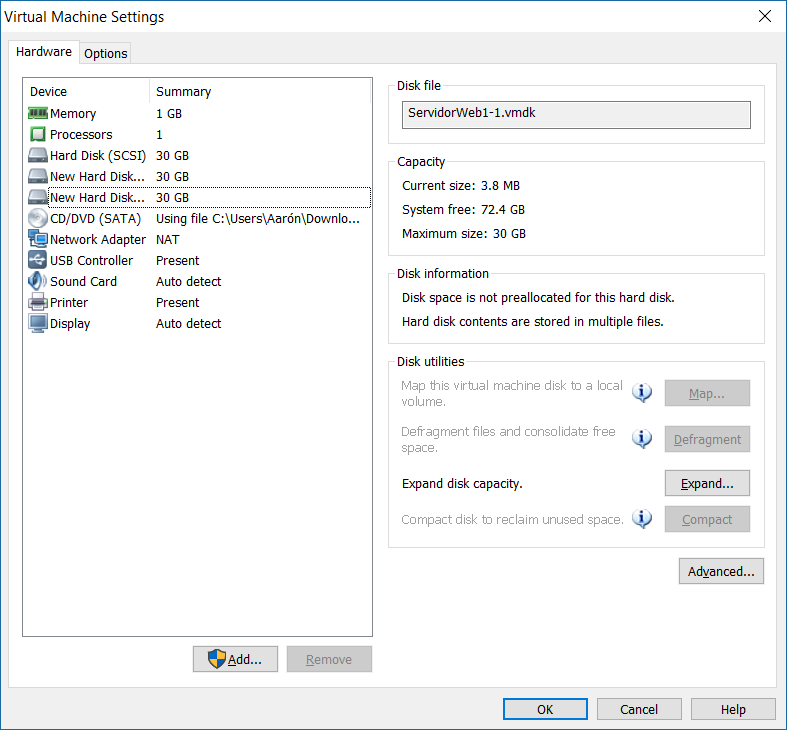 Virtual Machine Settings
Hardware
Options
Device Summary
Memory 1 GB
Processors 1
Hard Disk (SCSI) 30 GB
New Hard Disk... 30 GB
New Hard Disk... 30 GB
CD/DVD (SATA) Using file C:\Users\Aarón\Downlo...
Network Adapter NAT
USB Controller Present
Sound Card Auto detect
Printer Present
Display Auto detect
Add...
Remove
Disk file
ServidorWeb1-1.vmdk
Capacity
Current size: 3.8 MB
System free: 72.4 GB
Maximum size: 30 GB
Disk information
Disk space is not preallocated for this hard disk.
Hard disk contents are stored in multiple files.
Disk utilities
Map this virtual machine disk to a local
volume.
Map...
Defragment files and consolidate free
space.
Defragment
Expand disk capacity.
Expand...
Compact disk to reclaim unused space.
Compact
Advanced...
OK
Cancel
Help